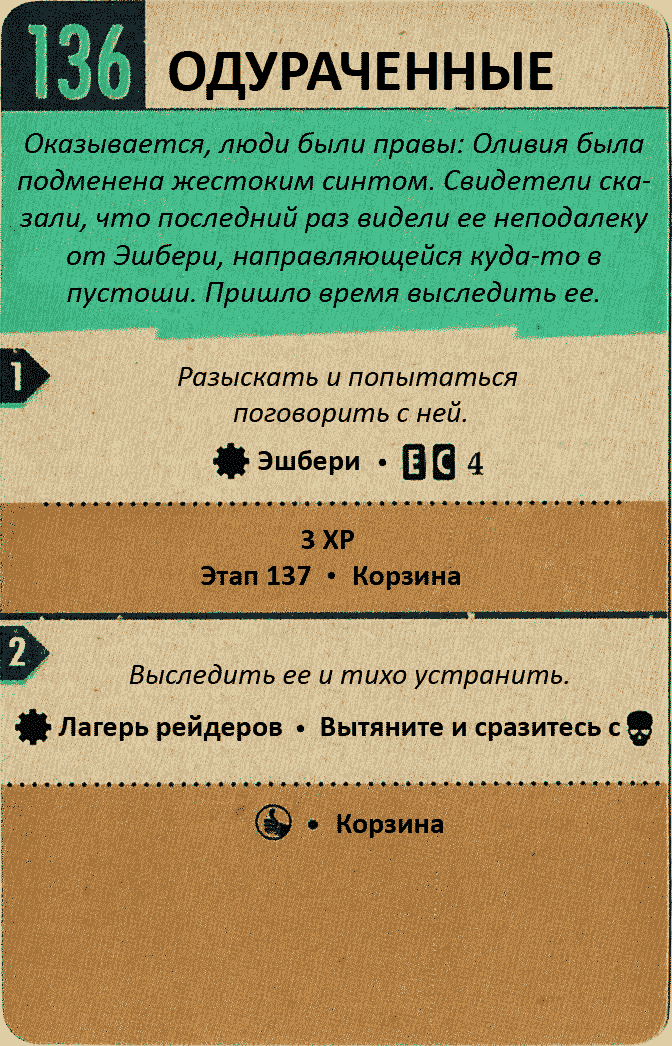 136 ОДУРАЧЕННЫЕ
Оказывается, люди были правы: Оливия была
подменена жестоким синтом. Свидетели ска-
зали, что последний раз видели ее неподалеку
от Эшбери, направляющейся куда-то в
пустоши. Пришло время выследить ее.
1
Разыскать и попытаться
поговорить с ней.
Эшбери • E C 4
3 XP
Этап 137 • Корзина
2
Выследить ее и тихо устранить.
Лагерь рейдеров • Вытяните и сразитесь с
• Корзина